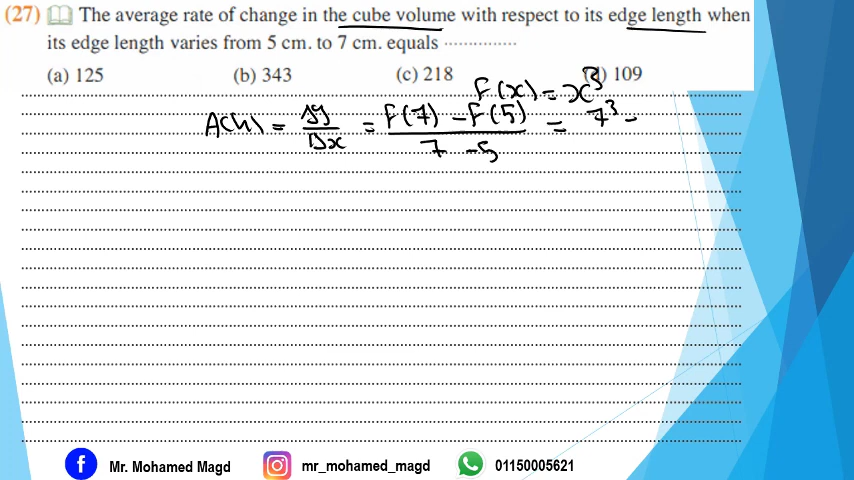 (27) The average rate of change in the cube volume with respect to its edge length when
its edge length varies from 5 cm. to 7 cm. equals ...............
(a) 125 (b) 343 (c) 218 (d) 109
F(x) = x³
A(h) = Δy/Δx = F(7) - F(5) / 7 - 5 = 7³ -
Mr. Mohamed Magd mr_mohamed_magd 01150005621